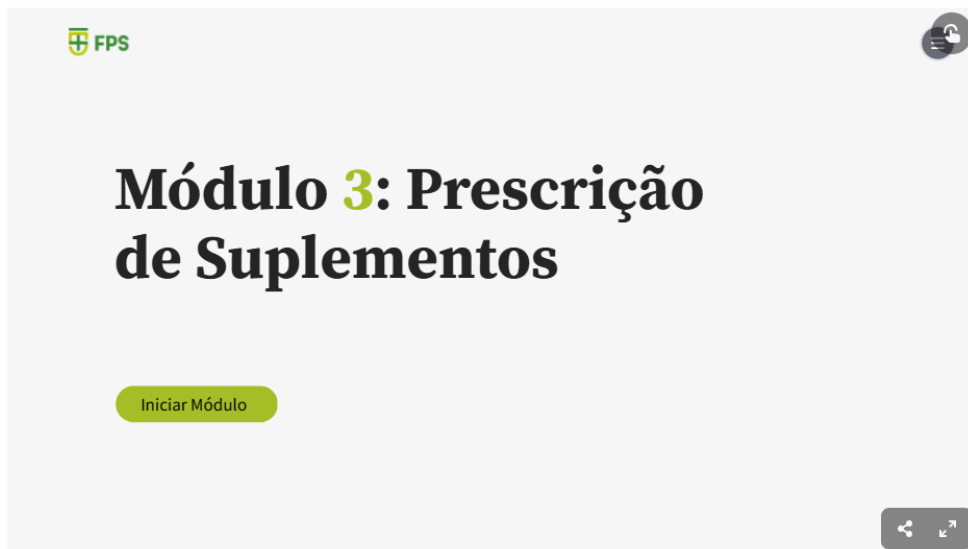 FPS
Módulo 3: Prescrição
de Suplementos
Iniciar Módulo